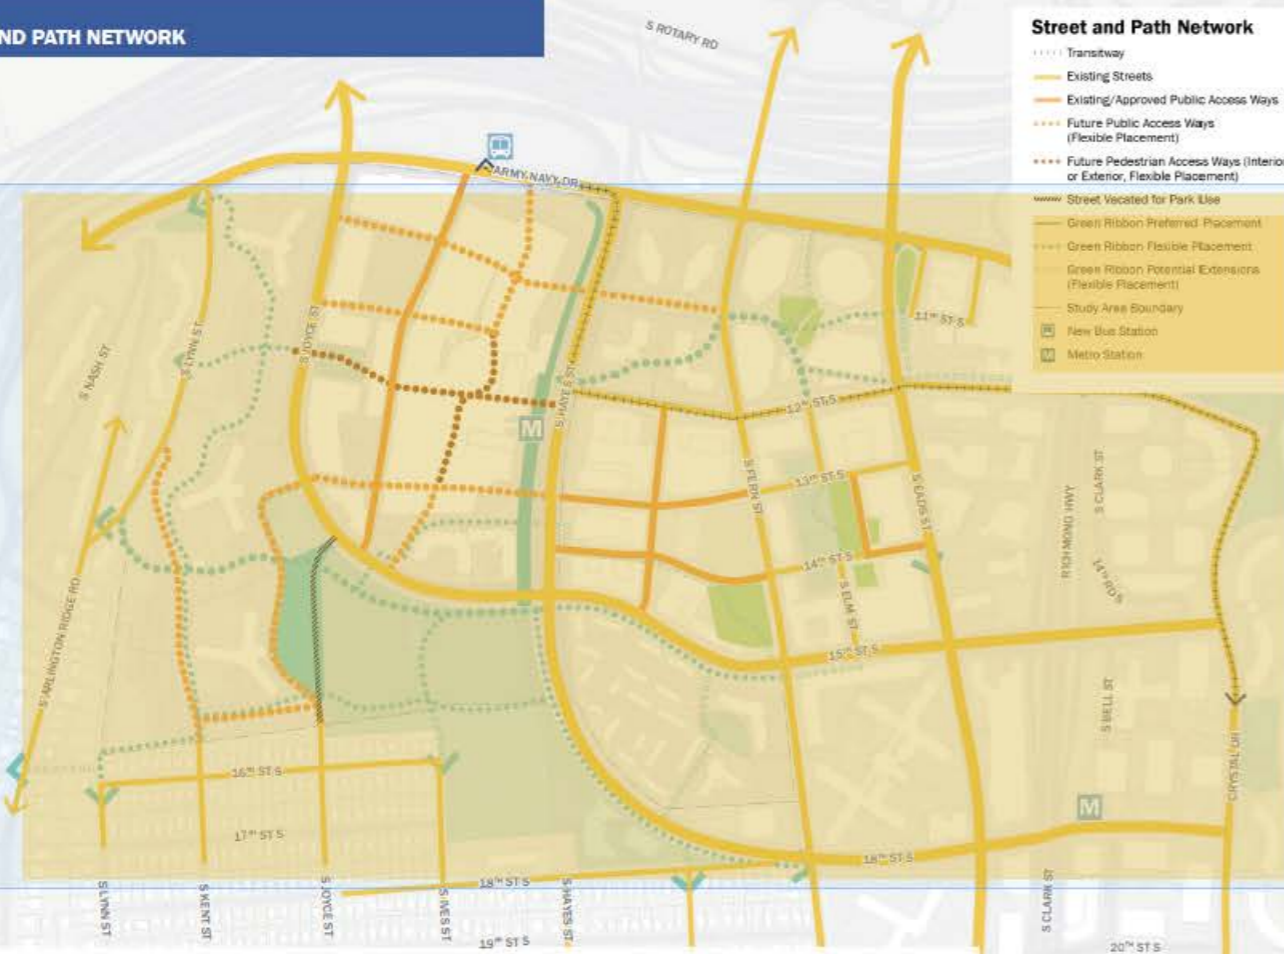 ND PATH NETWORK
S ROTARY RD
Street and Path Network
Transitway
Existing Streets
Existing/Approved Public Access Ways
Future Public Access Ways
(Flexible Placement)
Future Pedestrian Access Ways (Interior
or Exterior, Flexible Placement)
Street Vacated for Park Use
Green Ribbon Preferred Placement
Green Ribbon Flexible Placement
Green Ribbon Potential Extensions
(Flexible Placement)
Study Area Boundary
New Bus Station
M Metro Station
ARMY NAVY DR
S NASH ST
S LYNN ST
S JOYCE ST
11TH ST S
S HAYES ST
12TH ST S
M
S FERN ST
13TH ST S
S EADS ST
S CLARK ST
RICHMOND HWY
14TH ST S
14TH RD S
S ELM ST
S ARLINGTON RIDGE RD
15TH ST S
S BELL ST
CRYSTAL DR
16TH ST S
M
17TH ST S
18TH ST S
18TH ST S
S LYNN ST
S KENT ST
S JOYCE ST
S IVES ST
S HAYES ST
S CLARK ST
19TH ST S
20TH ST S